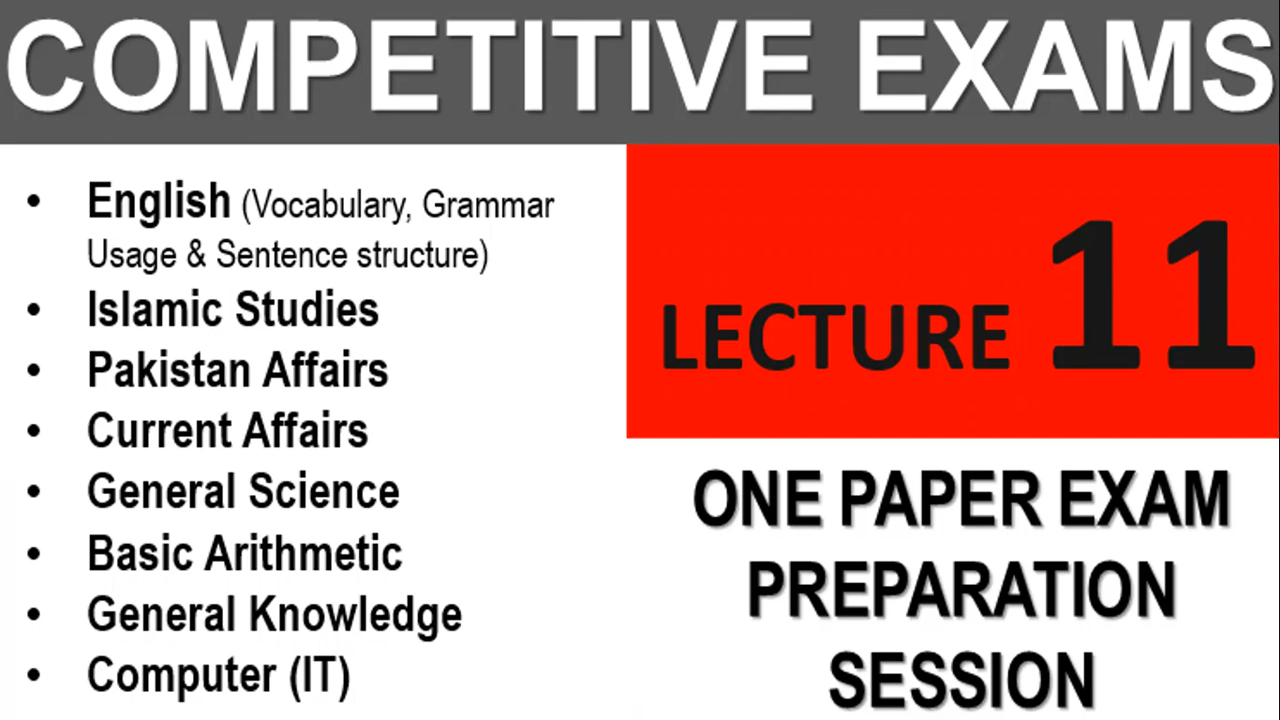 COMPETITIVE EXAMS
• English (Vocabulary, Grammar
Usage & Sentence structure)
• Islamic Studies
• Pakistan Affairs
• Current Affairs
• General Science
• Basic Arithmetic
• General Knowledge
• Computer (IT)
LECTURE 11
ONE PAPER EXAM
PREPARATION
SESSION